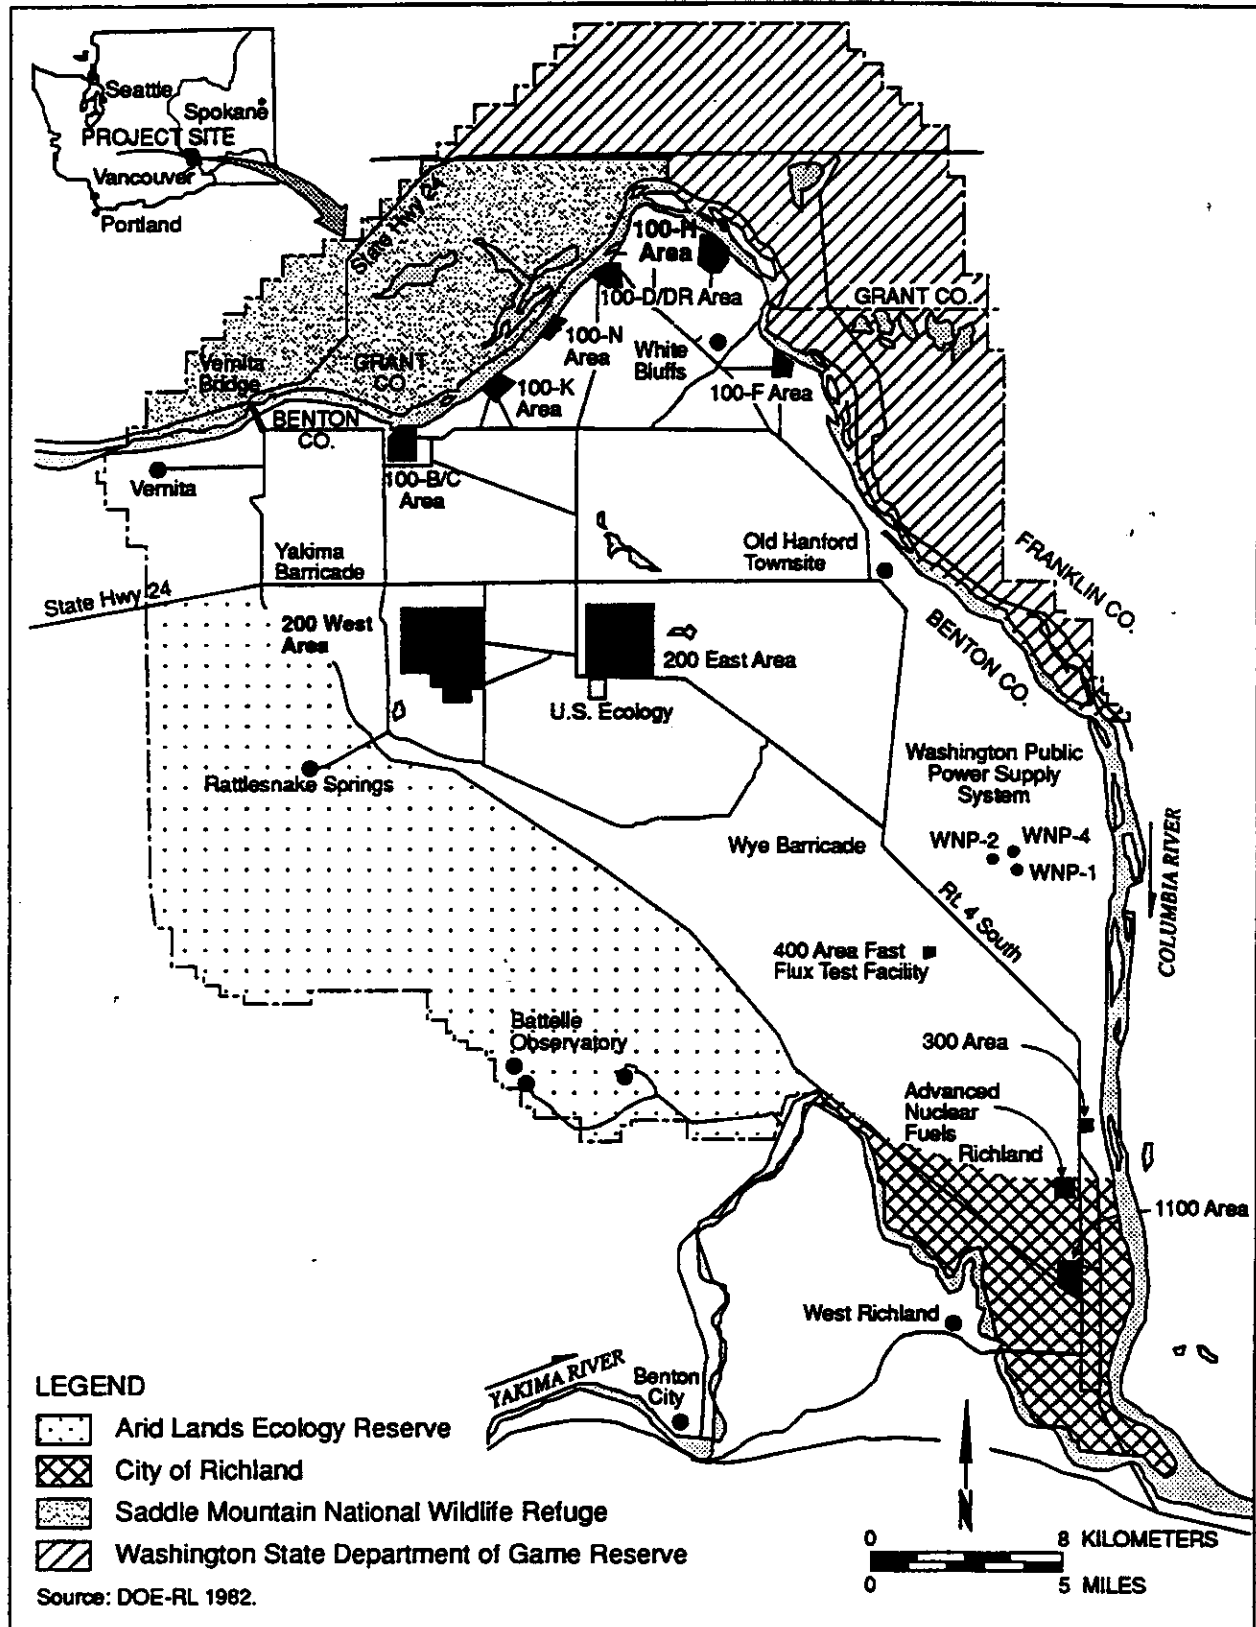 Seattle
Spokane
PROJECT SITE
Vancouver
Portland
State Hwy 24
100-H
Area
100-D/DR Area
GRANT CO.
100-N
Area
White
Bluffs
Vernita
Bridge
GRANT
CO.
100-K
Area
100-F Area
BENTON
CO.
Vernita
100-B/C
Area
Yakima
Barricade
Old Hanford
Townsite
FRANKLIN CO.
State Hwy 24
200 West
Area
200 East Area
BENTON CO.
U.S. Ecology
Rattlesnake Springs
Washington Public
Power Supply
System
WNP-2
WNP-4
WNP-1
Wye Barricade
COLUMBIA RIVER
Rt. 4 South
400 Area Fast
Flux Test Facility
Battelle
Observatory
300 Area
Advanced
Nuclear
Fuels
Richland
1100 Area
West Richland
YAKIMA RIVER
Benton
City
LEGEND
Arid Lands Ecology Reserve
City of Richland
Saddle Mountain National Wildlife Refuge
Washington State Department of Game Reserve
Source: DOE-RL 1982.
N
0 8 KILOMETERS
0 5 MILES